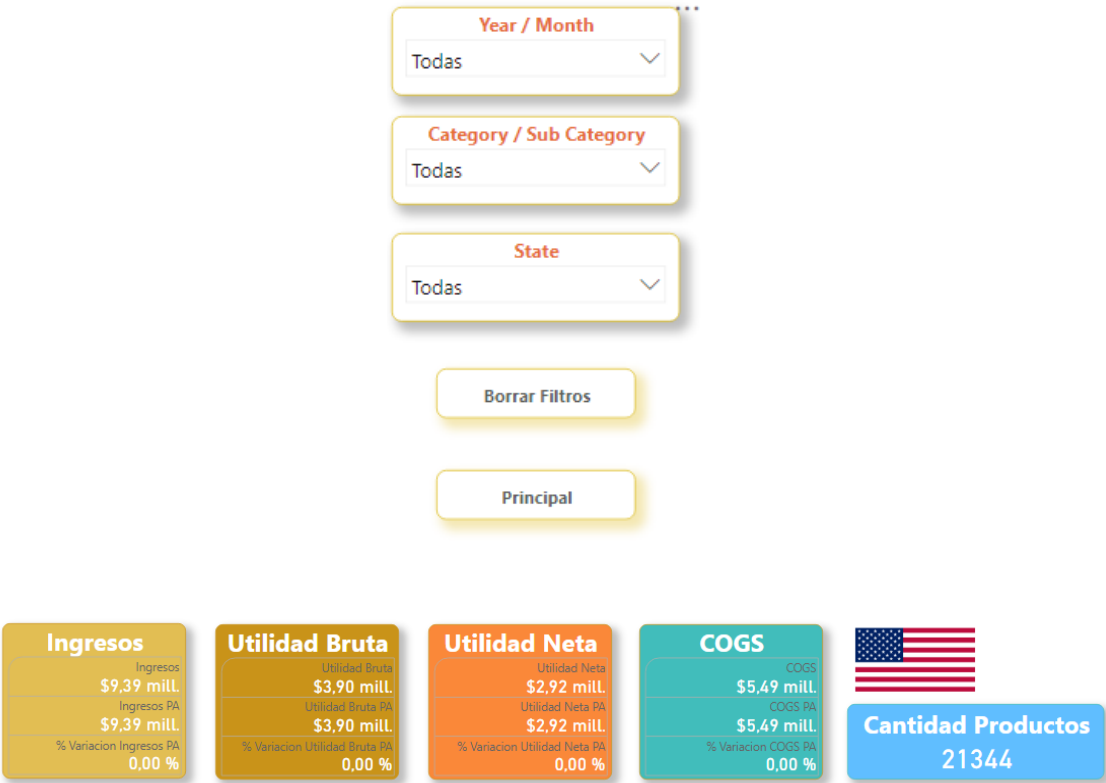 Year / Month
Todas
Category / Sub Category
Todas
State
Todas
Borrar Filtros
Principal
Ingresos
Ingresos
$9,39 mill.
Ingresos PA
$9,39 mill.
% Variacion Ingresos PA
0,00 %
Utilidad Bruta
Utilidad Bruta
$3,90 mill.
Utilidad Bruta PA
$3,90 mill.
% Variacion Utilidad Bruta PA
0,00 %
Utilidad Neta
Utilidad Neta
$2,92 mill.
Utilidad Neta PA
$2,92 mill.
% Variacion Utilidad Neta PA
0,00 %
COGS
COGS
$5,49 mill.
COGS PA
$5,49 mill.
% Variacion COGS PA
0,00 %
Cantidad Productos
21344